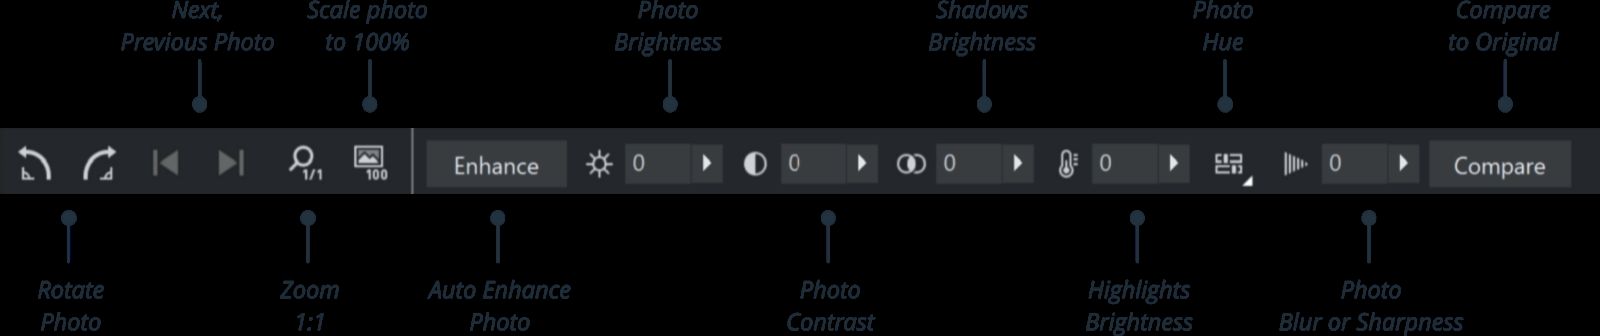 Next,
Previous Photo
Scale photo
to 100%
Photo
Brightness
Shadows
Brightness
Photo
Hue
Compare
to Original
1/1
100
Enhance
0
0
0
0
0
Compare
Rotate
Photo
Zoom
1:1
Auto Enhance
Photo
Photo
Contrast
Highlights
Brightness
Photo
Blur or Sharpness